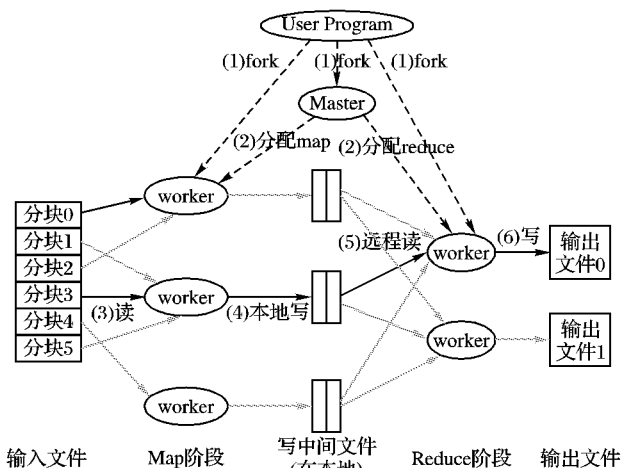 User Program
(1)fork
(1)fork
(1)fork
Master
(2)分配map
(2)分配reduce
worker
分块0
分块1
分块2
分块3
分块4
分块5
(3)读
worker
(4)本地写
(5)远程读
worker
(6)写
输出
文件0
worker
输出
文件1
worker
输入文件
Map阶段
写中间文件
(在本地)
Reduce阶段
输出文件